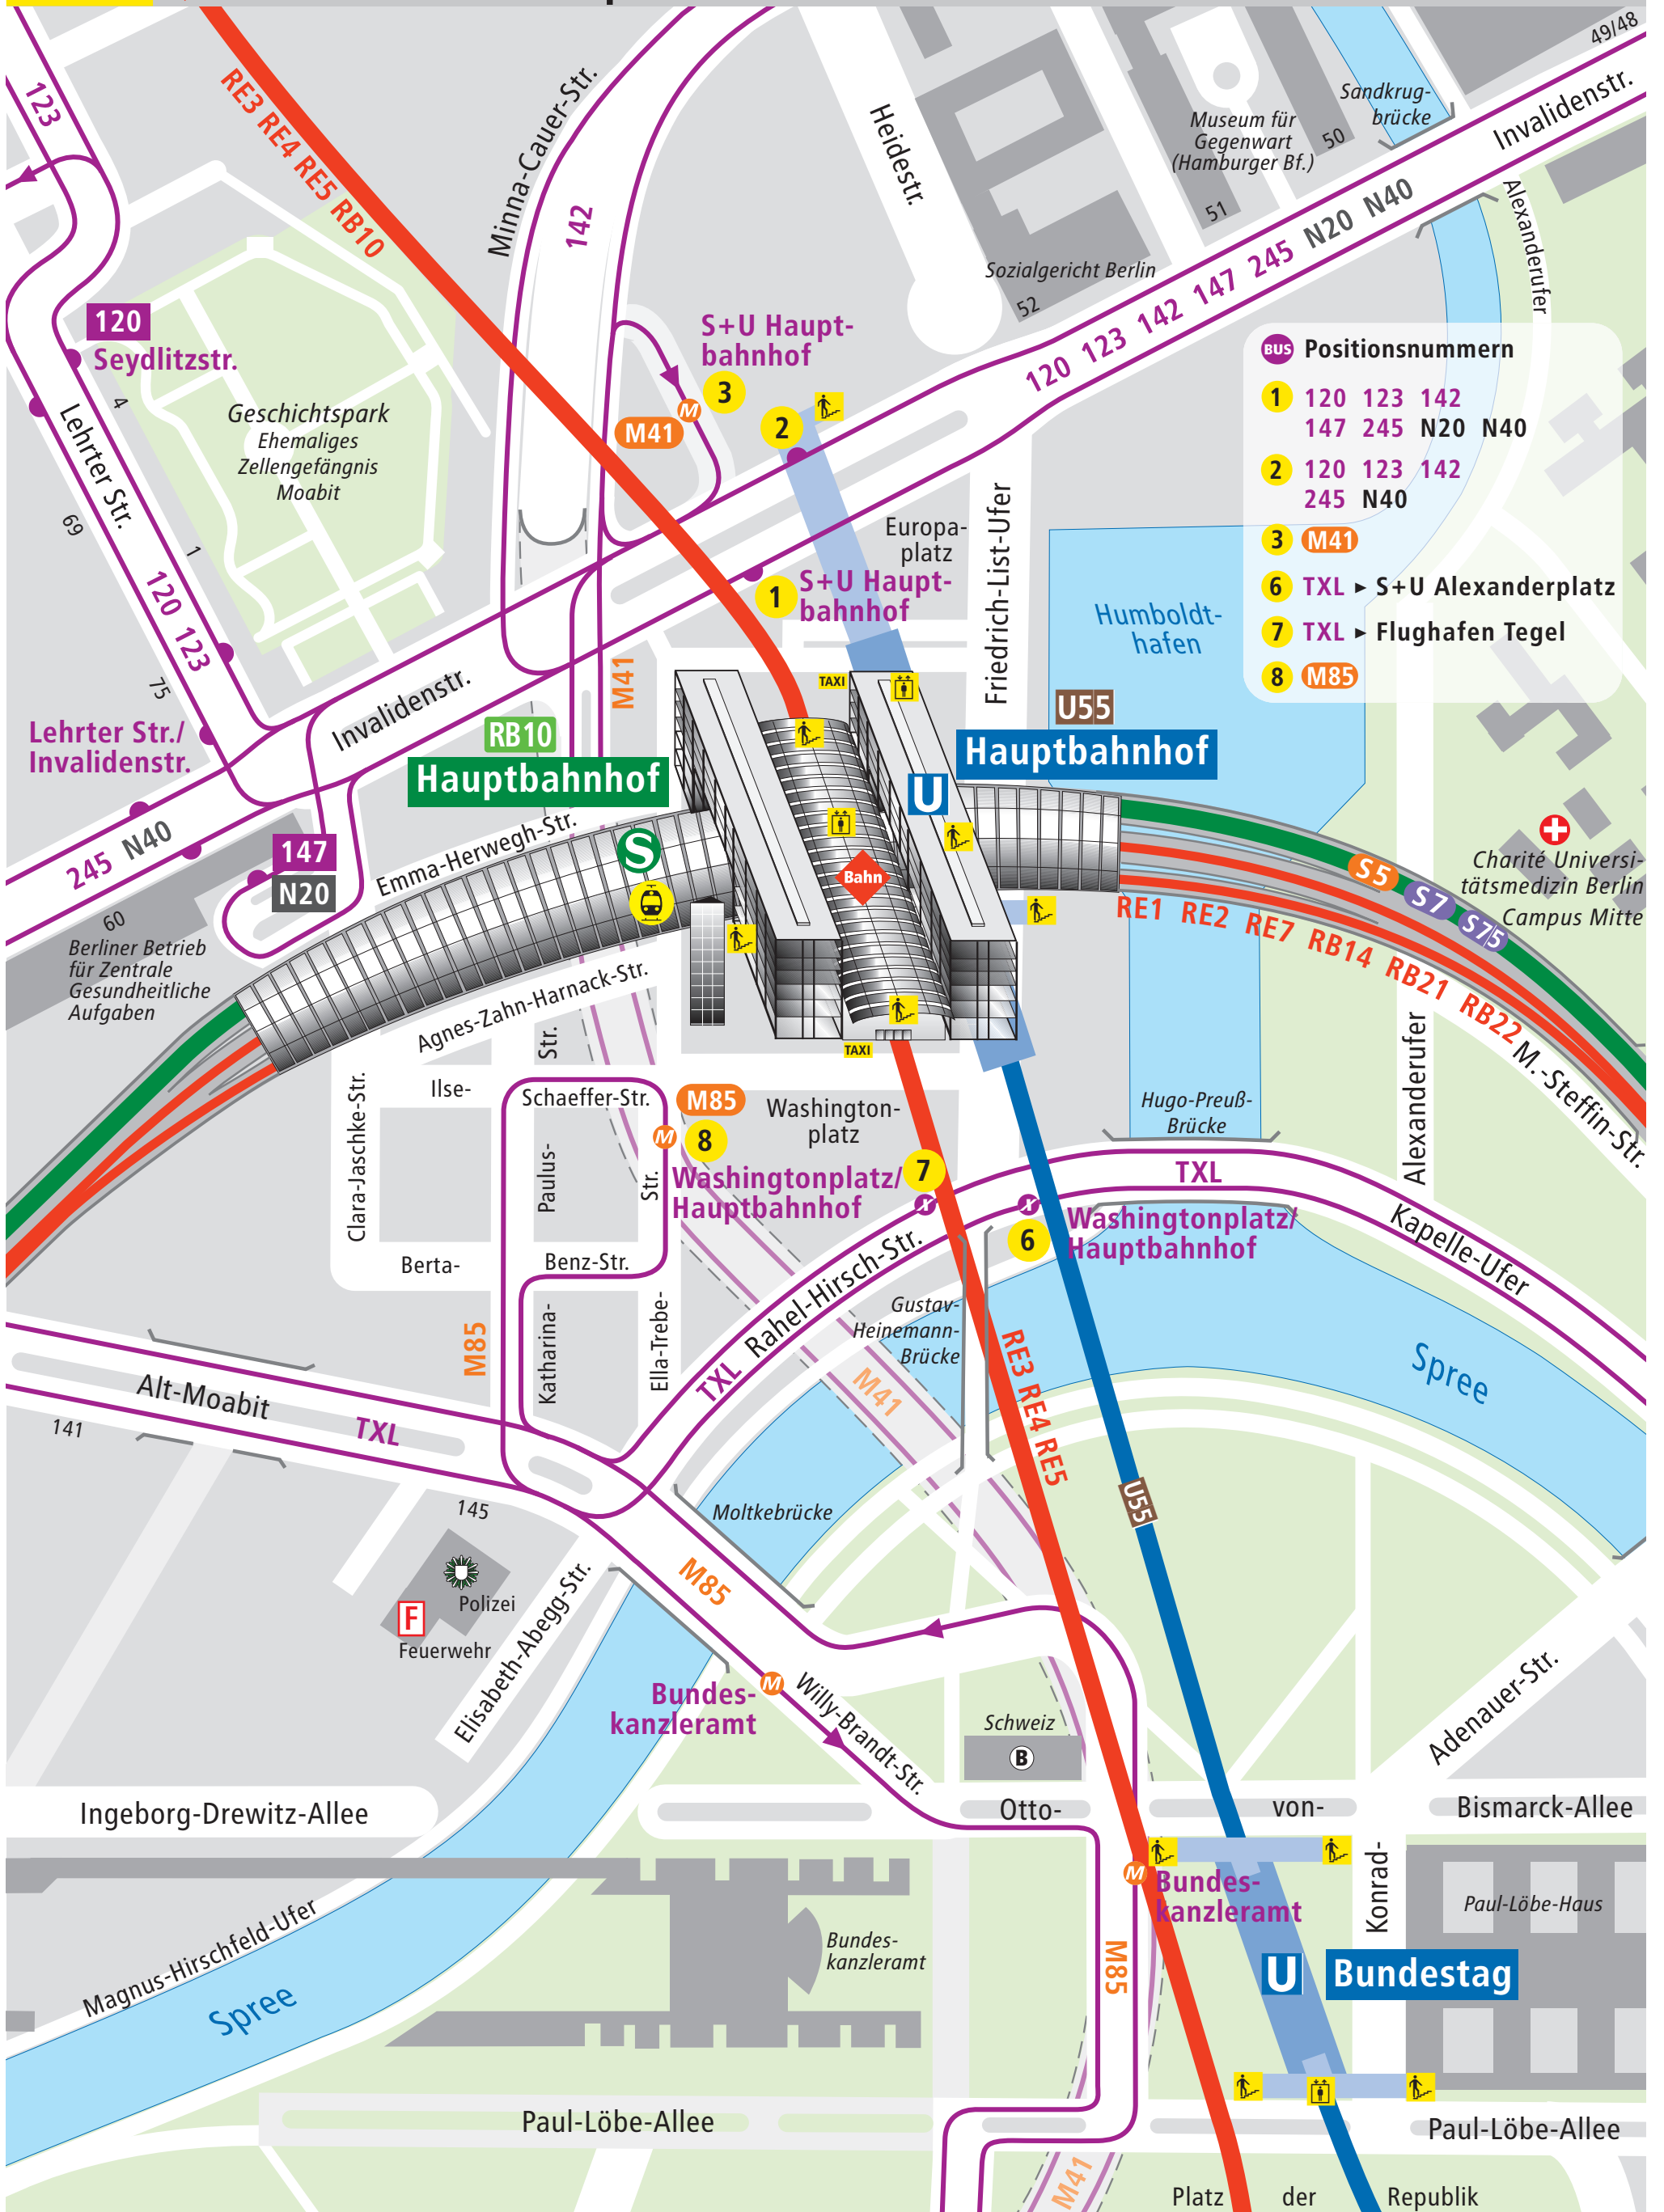 49/48
Invalidenstr.
Sandkrug-
brücke
Museum für
Gegenwart
(Hamburger Bf.)
50
51
52
Sozialgericht Berlin
Heidestr.
Alexanderufer
Minna-Cauer-Str.
142
123
RE3 RE4 RE5 RB10
120 123 142 147 245 N20 N40
120
Seydlitzstr.
4
Lehrter Str.
69
1
120 123
75
Geschichtspark
Ehemaliges
Zellengefängnis
Moabit
S+U Haupt-
bahnhof
3
M
M41
2
Europa-
platz
1
S+U Haupt-
bahnhof
Friedrich-List-Ufer
Humboldt-
hafen
BUS Positionsnummern
1 120 123 142
147 245 N20 N40
2 120 123 142
245 N40
3 M41
6 TXL ▸ S+U Alexanderplatz
7 TXL ▸ Flughafen Tegel
8 M85
Lehrter Str./
Invalidenstr.
Invalidenstr.
M41
RB10
Hauptbahnhof
TAXI
U55
Hauptbahnhof
U
S
Bahn
245 N40
147
N20
60
Berliner Betrieb
für Zentrale
Gesundheitliche
Aufgaben
Emma-Herwegh-Str.
Agnes-Zahn-Harnack-Str.
S5
S7
S75
RE1 RE2 RE7 RB14 RB21 RB22
Charité Universi-
tätsmedizin Berlin
Campus Mitte
M.-Steffin-Str.
Alexanderufer
TAXI
Clara-Jaschke-Str.
Ilse-
Schaeffer-Str.
Str.
Paulus-
Katharina-
Str.
Ella-Trebe-
Berta-
Benz-Str.
M85
M
8
Washington-
platz
Washingtonplatz/
Hauptbahnhof
7
X
X
6
Washingtonplatz/
Hauptbahnhof
Hugo-Preuß-
Brücke
TXL
Kapelle-Ufer
TXL
Rahel-Hirsch-Str.
Gustav-
Heinemann-
Brücke
M41
RE3 RE4 RE5
Spree
M85
Alt-Moabit
TXL
141
145
Moltkebrücke
U55
M85
Polizei
F
Feuerwehr
Elisabeth-Abegg-Str.
M
Bundes-
kanzleramt
Willy-Brandt-Str.
Schweiz
B
Adenauer-Str.
Ingeborg-Drewitz-Allee
Otto-
von-
Bismarck-Allee
M
Bundes-
kanzleramt
Konrad-
Paul-Löbe-Haus
Magnus-Hirschfeld-Ufer
Spree
Bundes-
kanzleramt
M85
U
Bundestag
Paul-Löbe-Allee
Paul-Löbe-Allee
M41
Platz der Republik